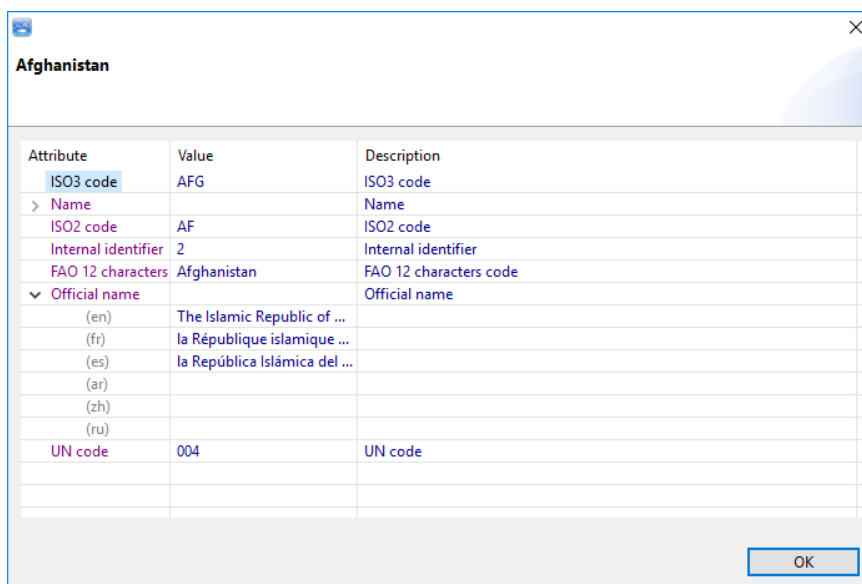 Afghanistan
Attribute Value Description
ISO3 code AFG ISO3 code
Name Name
ISO2 code AF ISO2 code
Internal identifier 2 Internal identifier
FAO 12 characters Afghanistan FAO 12 characters code
Official name Official name
(en) The Islamic Republic of ...
(fr) la République islamique ...
(es) la República Islámica del ...
(ar)
(zh)
(ru)
UN code 004 UN code
OK